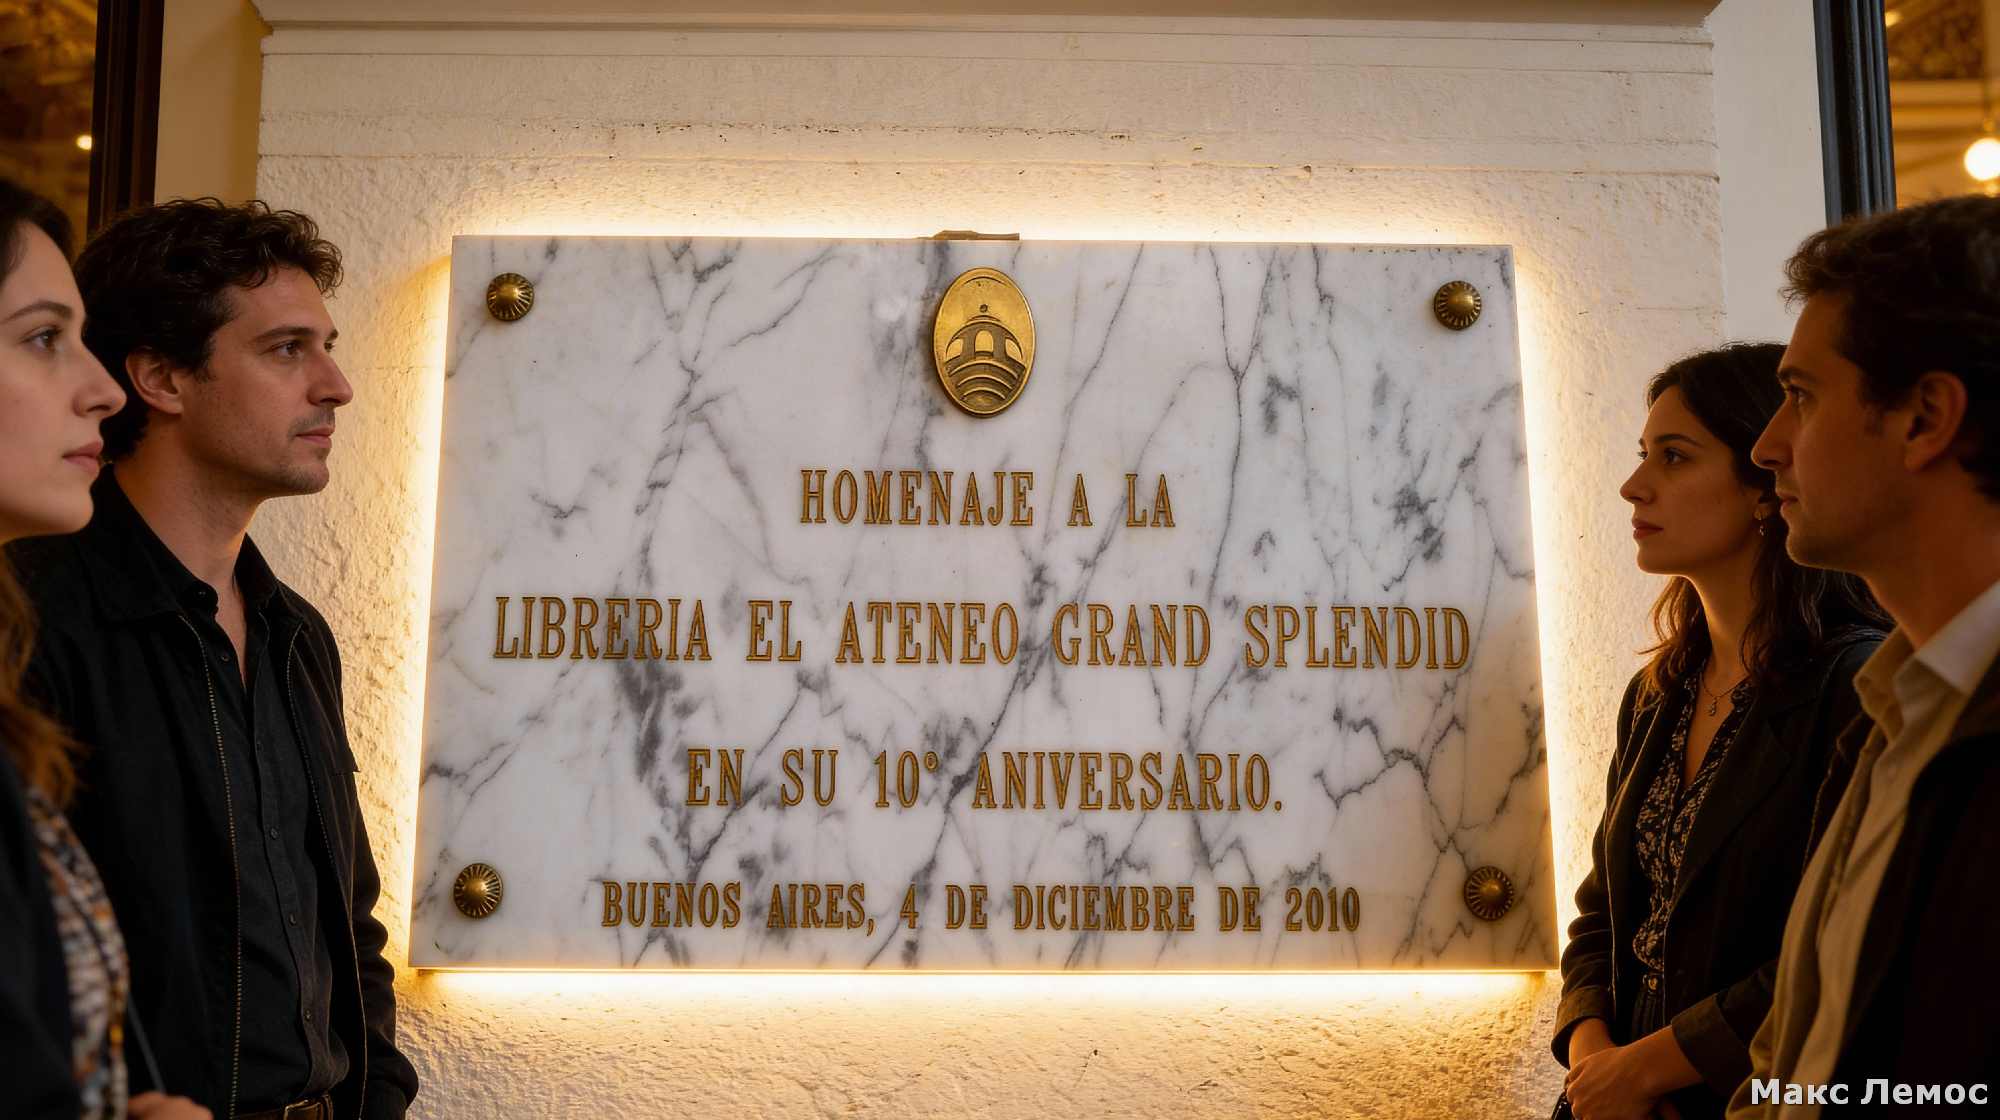 HOMENAJE A LA
LIBRERIA EL ATENEO GRAND SPLENDID
EN SU 10° ANIVERSARIO.
BUENOS AIRES, 4 DE DICIEMBRE DE 2010
Макс Лемос